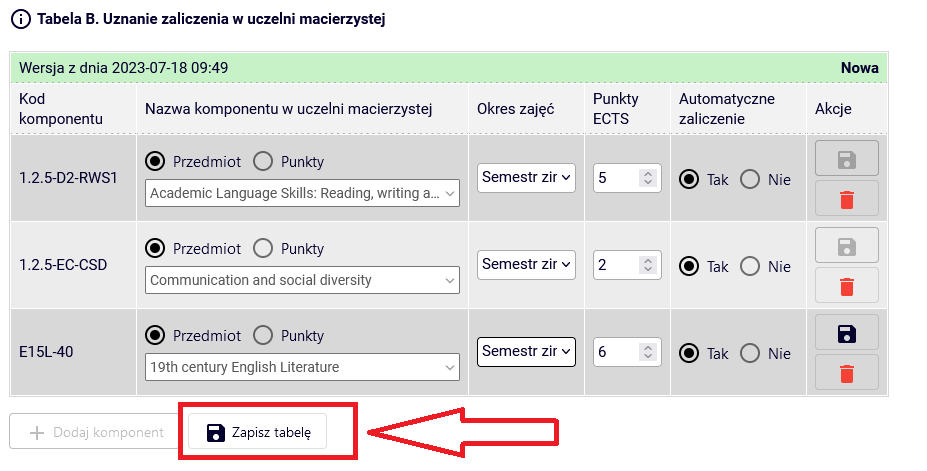 Tabela B. Uznanie zaliczenia w uczelni macierzystej
Wersja z dnia 2023-07-18 09:49 Nowa
Kod komponentu Nazwa komponentu w uczelni macierzystej Okres zajęć Punkty ECTS Automatyczne zaliczenie Akcje
Przedmiot Punkty
1.2.5-D2-RWS1 Semestr zir 5 Tak Nie
Academic Language Skills: Reading, writing a...
Przedmiot Punkty
1.2.5-EC-CSD Semestr zir 2 Tak Nie
Communication and social diversity
Przedmiot Punkty
E15L-40 Semestr zir 6 Tak Nie
19th century English Literature
Dodaj komponent Zapisz tabelę